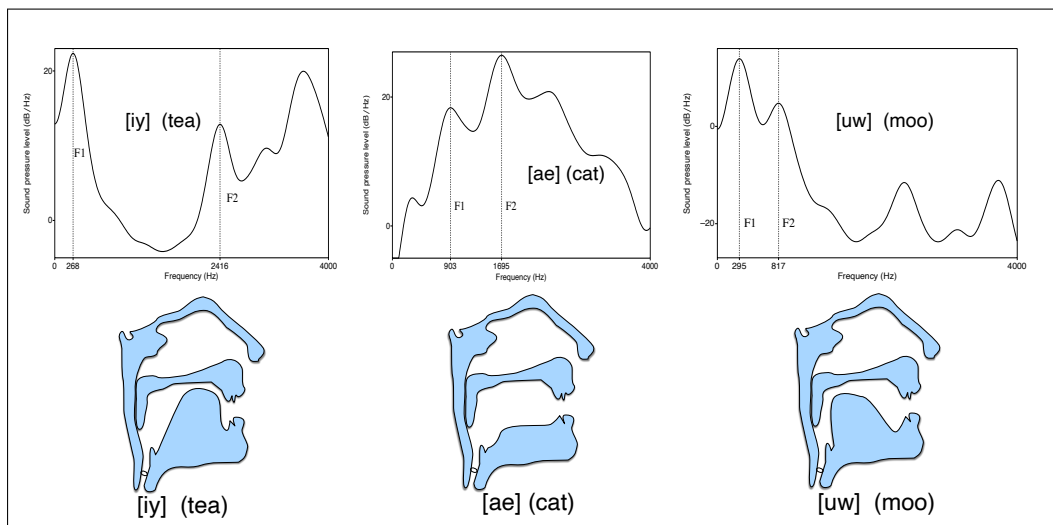 Sound pressure level (dB/Hz)
20
0
[iy] (tea)
F1
F2
0 268 2416 4000
Frequency (Hz)
Sound pressure level (dB/Hz)
20
0
[ae] (cat)
F1
F2
0 903 1695 4000
Frequency (Hz)
Sound pressure level (dB/Hz)
0
−20
[uw] (moo)
F1
F2
0 295 817 4000
Frequency (Hz)
[iy] (tea)
[ae] (cat)
[uw] (moo)